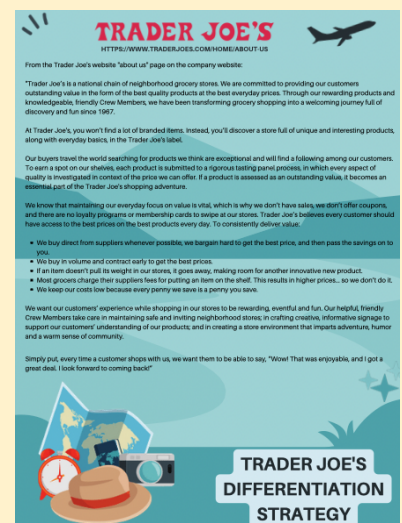 TRADER JOE'S
HTTPS://WWW.TRADERJOES.COM/HOME/ABOUT-US
From the Trader Joe's website "about us" page on the company website:
"Trader Joe's is a national chain of neighborhood grocery stores. We are committed to providing our customers
outstanding value in the form of the best quality products at the best everyday prices. Through our rewarding products and
knowledgeable, friendly Crew Members, we have been transforming grocery shopping into a welcoming journey full of
discovery and fun since 1967.
At Trader Joe's, you won't find a lot of branded items. Instead, you'll discover a store full of unique and interesting products,
along with everyday basics, in the Trader Joe's label.
Our buyers travel the world searching for products we think are exceptional and will find a following among our customers.
To earn a spot on our shelves, each product is submitted to a rigorous tasting panel process, in which every aspect of
quality is investigated in context of the price we can offer. If a product is assessed as an outstanding value, it becomes an
essential part of the Trader Joe's shopping adventure.
We know that maintaining our everyday focus on value is vital, which is why we don't have sales, we don't offer coupons,
and there are no loyalty programs or membership cards to swipe at our stores. Trader Joe's believes every customer should
have access to the best prices on the best products every day. To consistently deliver value:
• We buy direct from suppliers whenever possible, we bargain hard to get the best price, and then pass the savings on to
you.
• We buy in volume and contract early to get the best prices.
• If an item doesn't pull its weight in our stores, it goes away, making room for another innovative new product.
• Most grocers charge their suppliers fees for putting an item on the shelf. This results in higher prices... so we don't do it.
• We keep our costs low because every penny we save is a penny you save.
We want our customers' experience while shopping in our stores to be rewarding, eventful and fun. Our helpful, friendly
Crew Members take care in maintaining safe and inviting neighborhood stores; in crafting creative, informative signage to
support our customers' understanding of our products; and in creating a store environment that imparts adventure, humor
and a warm sense of community.
Simply put, every time a customer shops with us, we want them to be able to say, "Wow! That was enjoyable, and I got a
great deal. I look forward to coming back!"
TRADER JOE'S
DIFFERENTIATION
STRATEGY